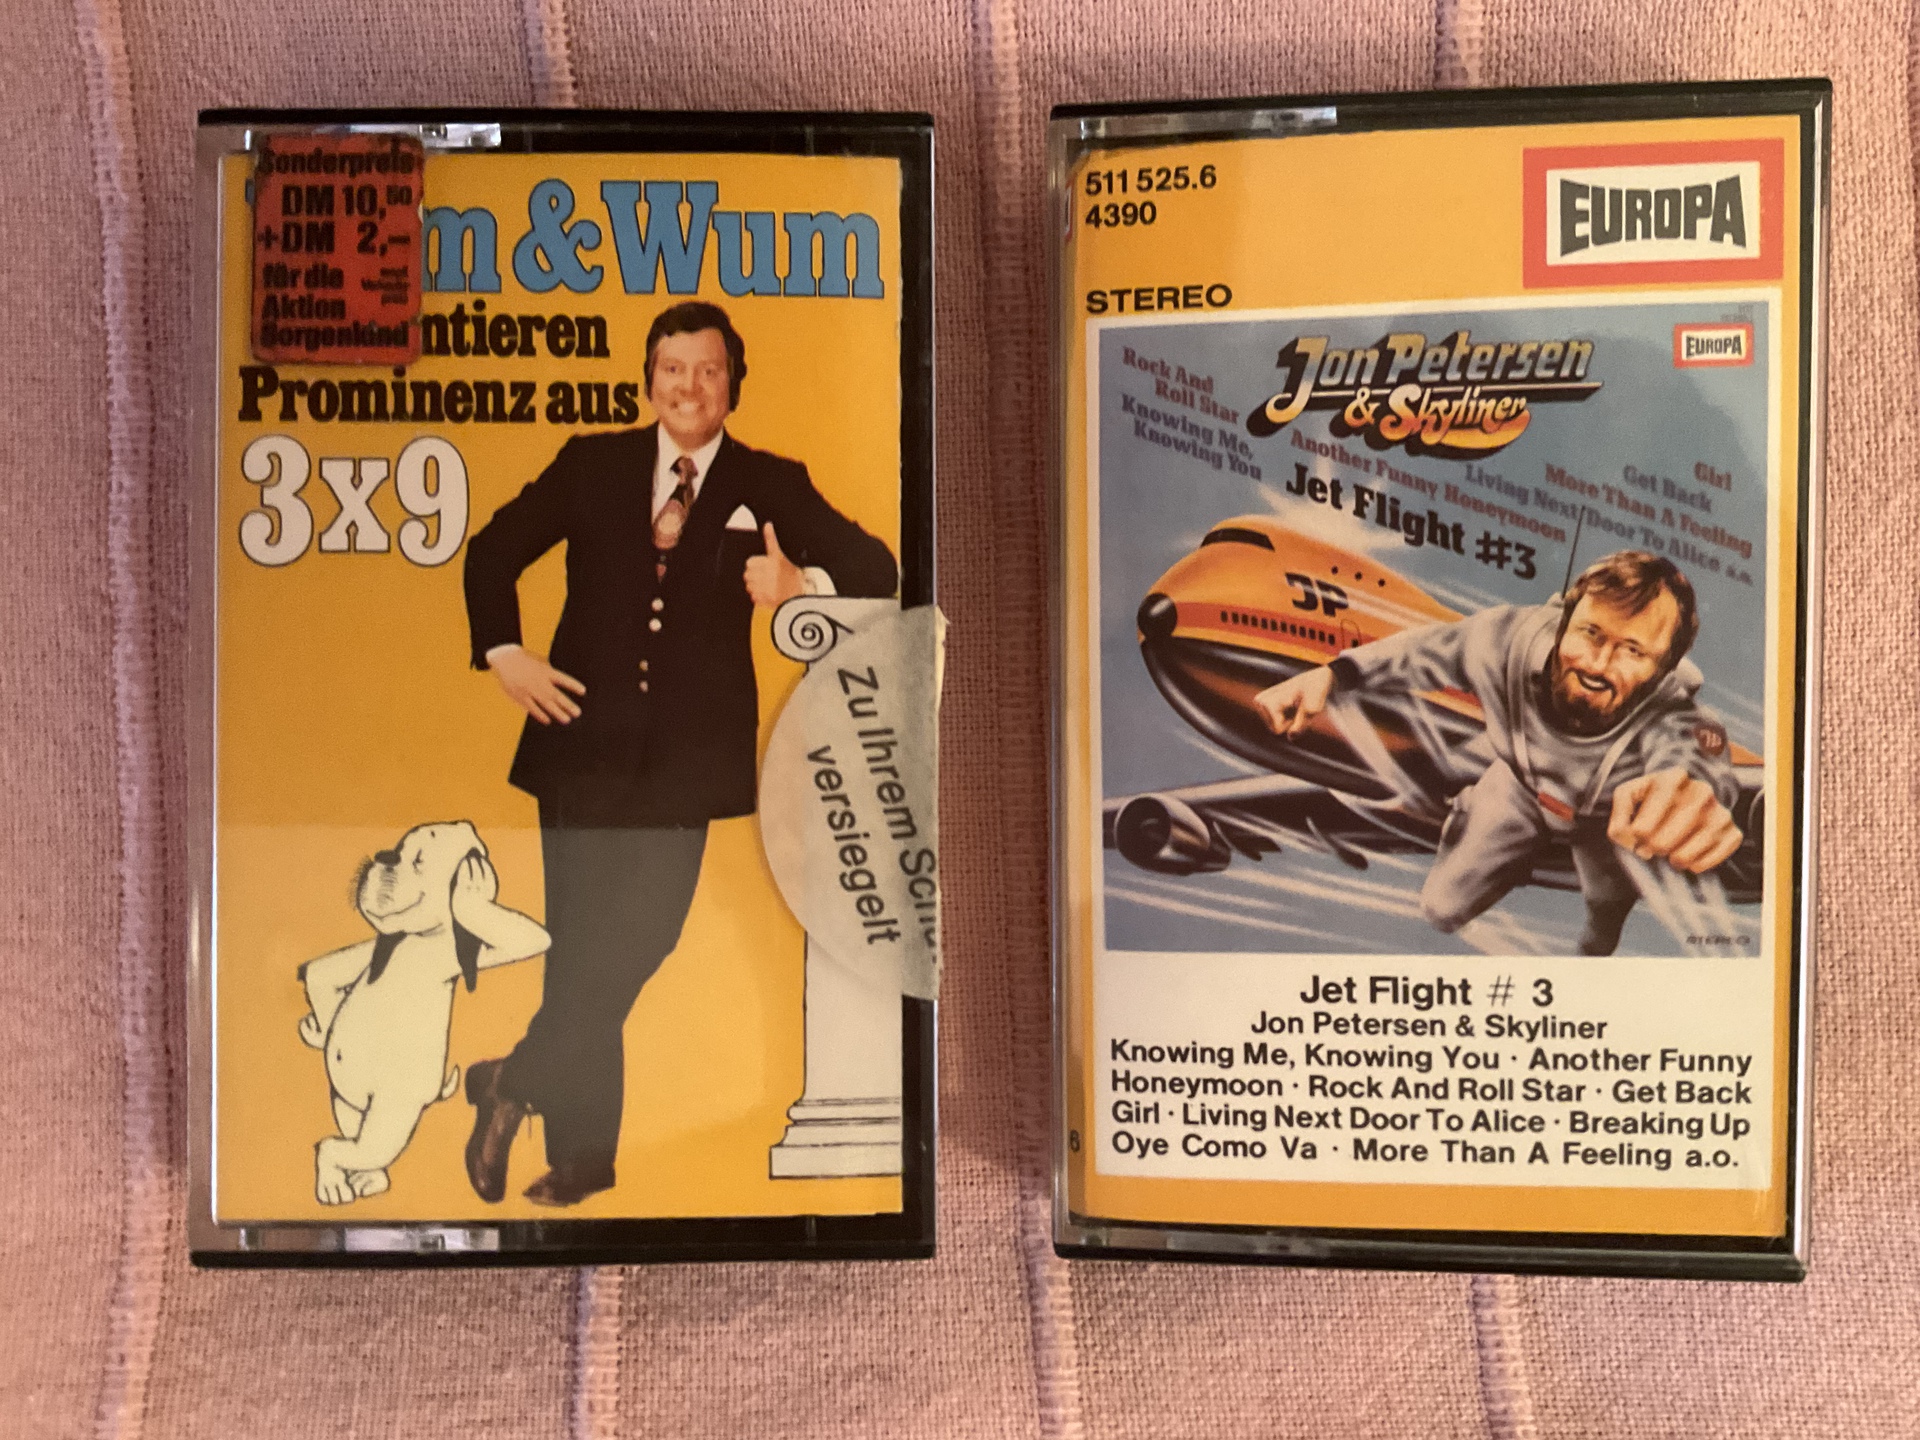 Sonderpreis
DM 10,50
+DM 2,—
für die
Aktion
Sorgenkind
m & Wum
ntieren
Prominenz aus
3x9
Zu Ihrem
versiegelt
511 525.6
4390
EUROPA
STEREO
EUROPA
Jon Petersen
& Skyliner
Rock And
Roll Star
Knowing Me,
Knowing You
Another Funny Honeymoon
Living Next Door To Alice a.o.
More Than A Feeling
Get Back
Girl
Jet Flight #3
JP
JP
STEREO
Jet Flight # 3
Jon Petersen & Skyliner
Knowing Me, Knowing You · Another Funny
Honeymoon · Rock And Roll Star · Get Back
Girl · Living Next Door To Alice · Breaking Up
Oye Como Va · More Than A Feeling a.o.
6